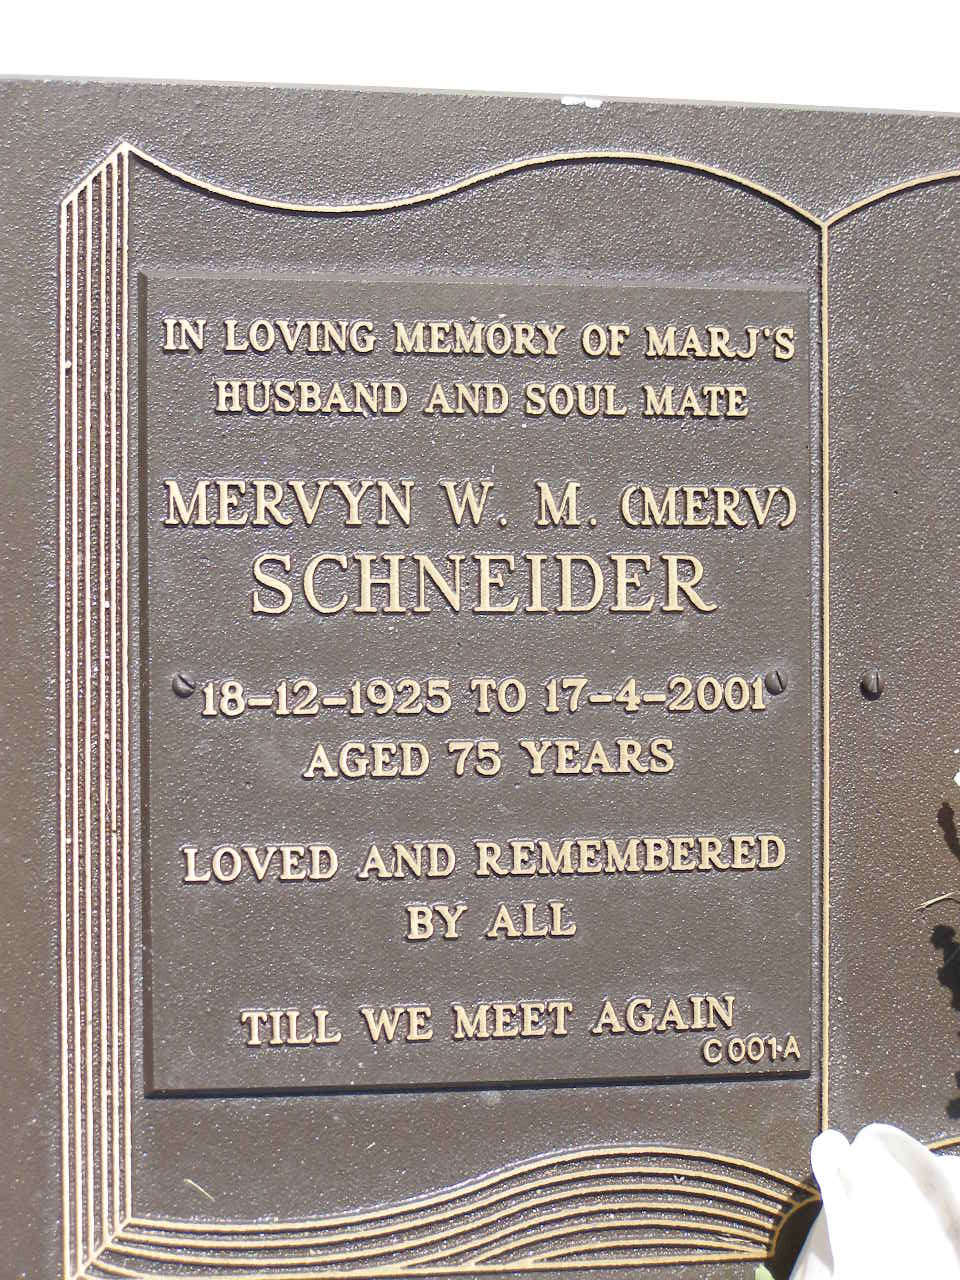 IN LOVING MEMORY OF MARJ'S
HUSBAND AND SOUL MATE
MERVYN W. M. (MERV)
SCHNEIDER
18-12-1925 TO 17-4-2001
AGED 75 YEARS
LOVED AND REMEMBERED
BY ALL
TILL WE MEET AGAIN
C001A